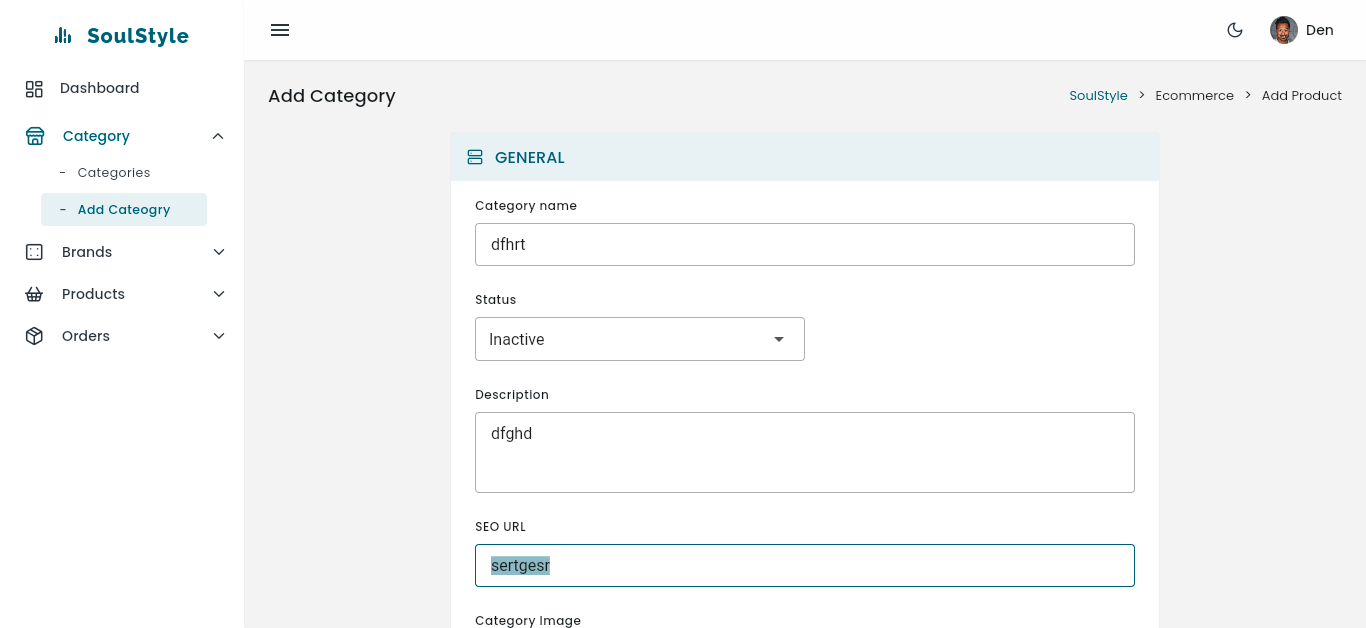 SoulStyle
Den
Dashboard
Category
- Categories
- Add Cateogry
Brands
Products
Orders
Add Category
SoulStyle > Ecommerce > Add Product
GENERAL
Category name
dfhrt
Status
Inactive
Description
dfghd
SEO URL
sertgesr
Category Image